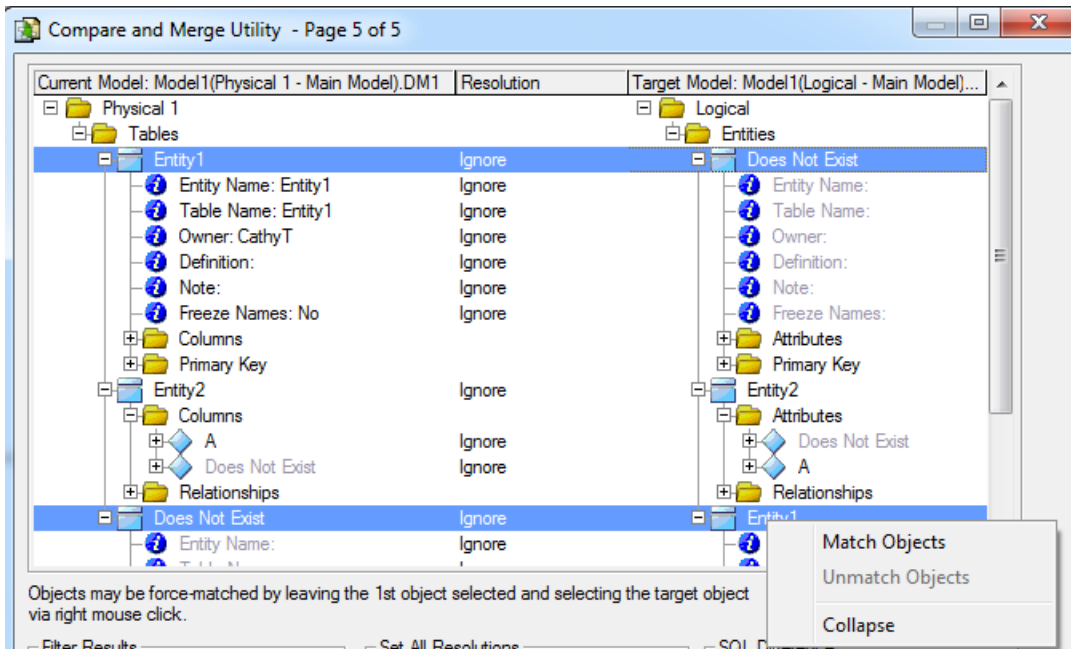 Compare and Merge Utility - Page 5 of 5
Current Model: Model1(Physical 1 - Main Model).DM1 Resolution Target Model: Model1(Logical - Main Model)...
Physical 1 Logical
Tables Entities
Entity1 Ignore Does Not Exist
Entity Name: Entity1 Ignore Entity Name:
Table Name: Entity1 Ignore Table Name:
Owner: CathyT Ignore Owner:
Definition: Ignore Definition:
Note: Ignore Note:
Freeze Names: No Ignore Freeze Names:
Columns Attributes
Primary Key Primary Key
Entity2 Ignore Entity2
Columns Attributes
A Ignore Does Not Exist
Does Not Exist Ignore A
Relationships Relationships
Does Not Exist Ignore Entity1
Entity Name: Ignore
Match Objects
Unmatch Objects
Collapse
Objects may be force-matched by leaving the 1st object selected and selecting the target object
via right mouse click.
Filter Results Set All Resolutions SQL Difference